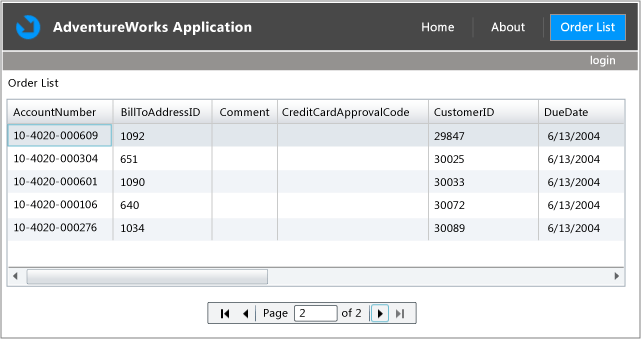 AdventureWorks Application Home About Order List
login
Order List
AccountNumber BillToAddressID Comment CreditCardApprovalCode CustomerID DueDate
10-4020-000609 1092 29847 6/13/2004
10-4020-000304 651 30025 6/13/2004
10-4020-000601 1090 30033 6/13/2004
10-4020-000106 640 30072 6/13/2004
10-4020-000276 1034 30089 6/13/2004
Page 2 of 2